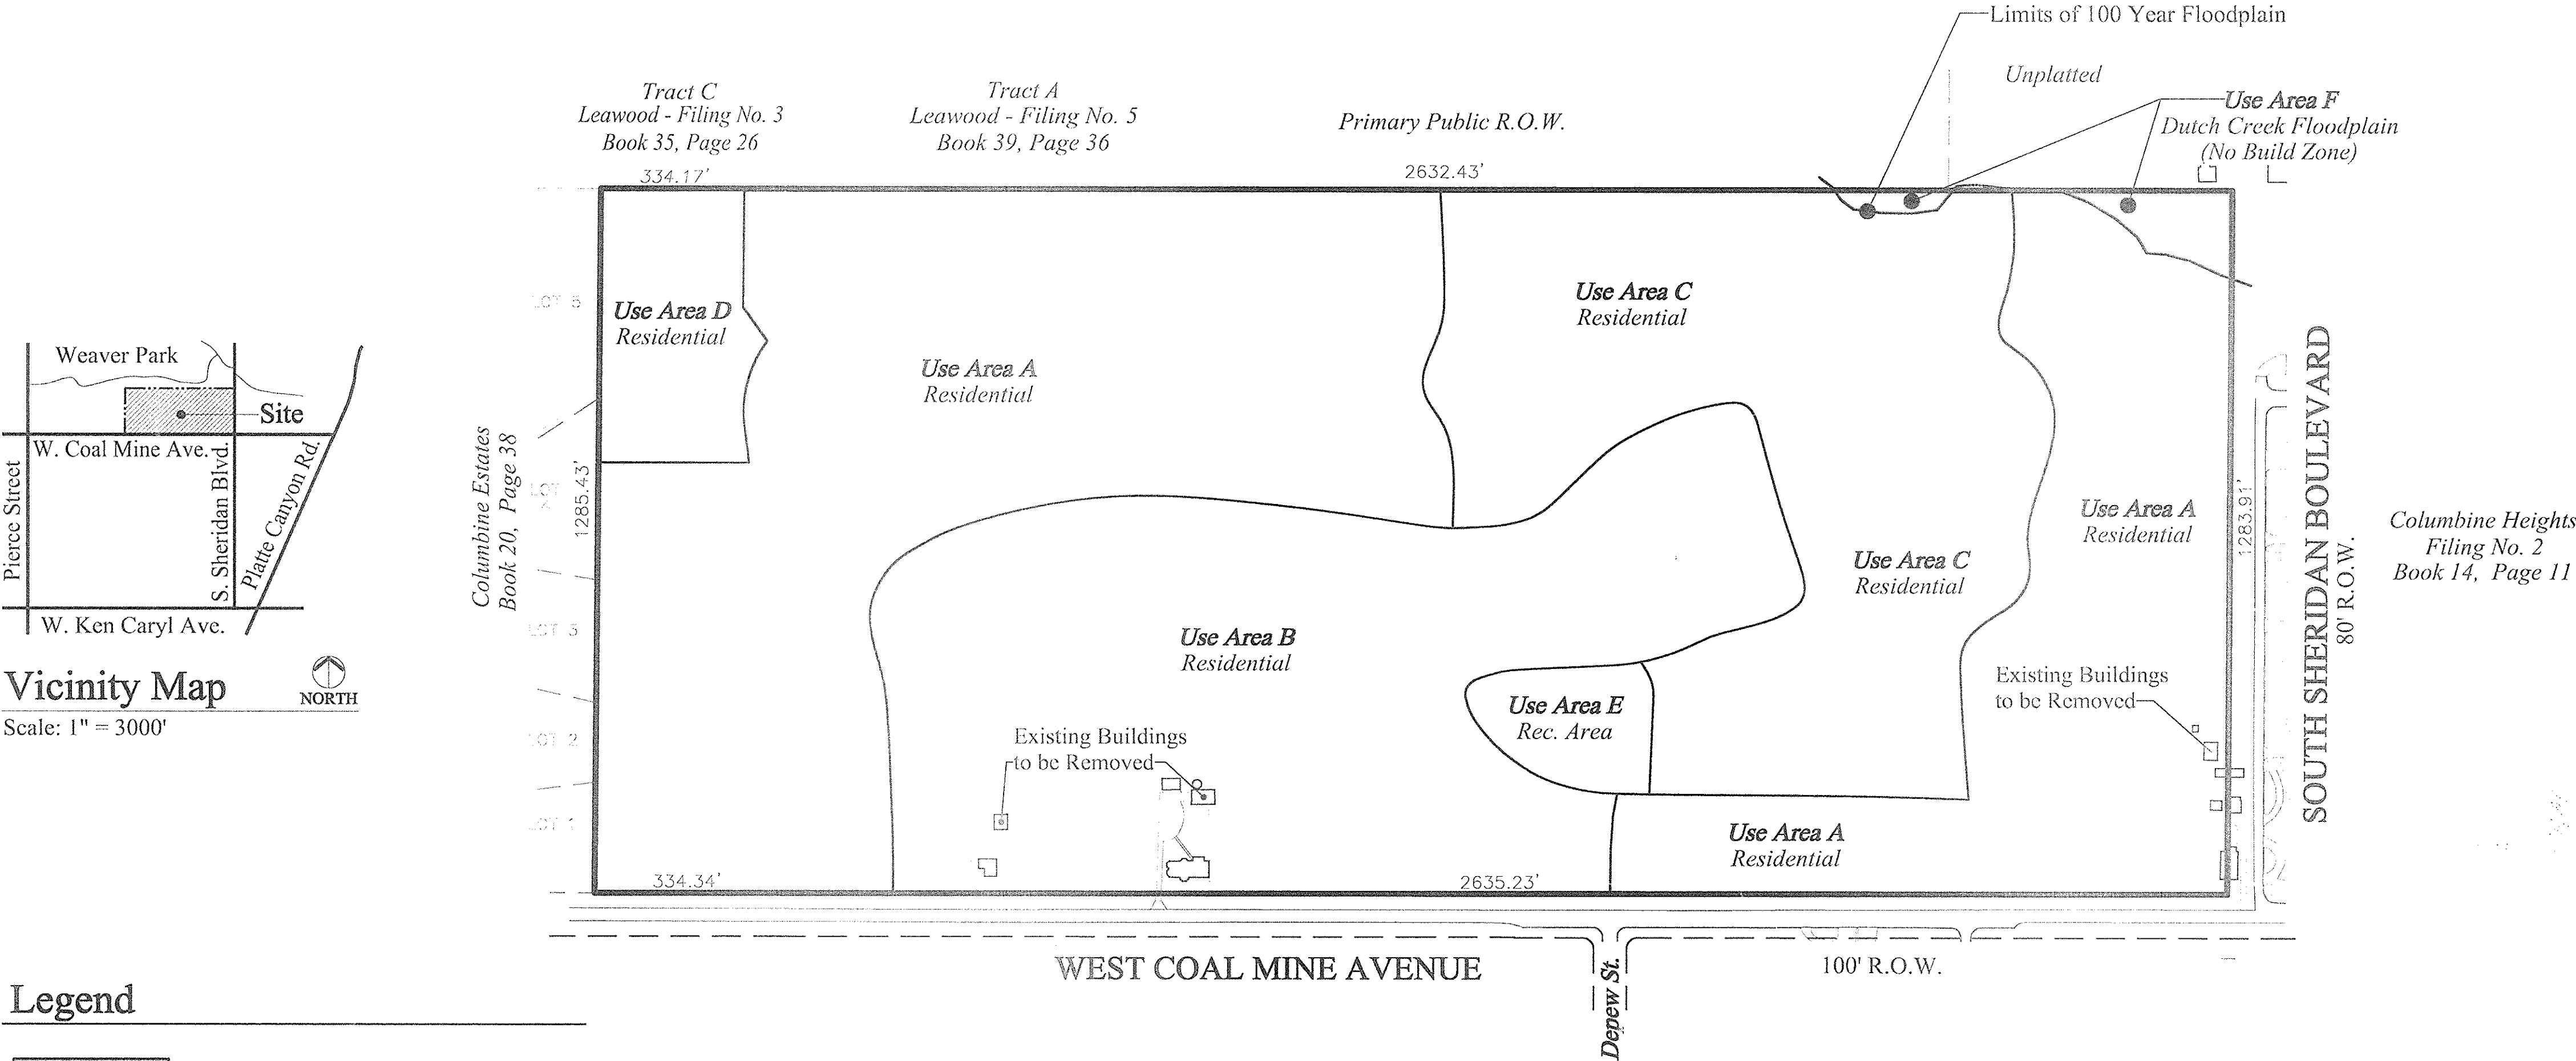 Limits of 100 Year Floodplain
Unplatted
Use Area F
Dutch Creek Floodplain
(No Build Zone)
Tract C
Leawood - Filing No. 3
Book 35, Page 26
Tract A
Leawood - Filing No. 5
Book 39, Page 36
Primary Public R.O.W.
334.17'
2632.43'
Use Area D
Residential
Use Area A
Residential
Use Area C
Residential
Use Area C
Residential
Use Area A
Residential
Use Area B
Residential
Use Area E
Rec. Area
Use Area A
Residential
Existing Buildings
to be Removed
Existing Buildings
to be Removed
334.34'
2635.23'
1285.43'
1283.91'
Columbine Estates
Book 20, Page 38
LOT
LOT
LOT 2
LOT 1
SOUTH SHERIDAN BOULEVARD
80' R.O.W.
Columbine Heights
Filing No. 2
Book 14, Page 11
WEST COAL MINE AVENUE
100' R.O.W.
Depew St.
Weaver Park
Site
W. Coal Mine Ave.
Pierce Street
S. Sheridan Blvd.
Platte Canyon Rd.
W. Ken Caryl Ave.
Vicinity Map
NORTH
Scale: 1" = 3000'
Legend